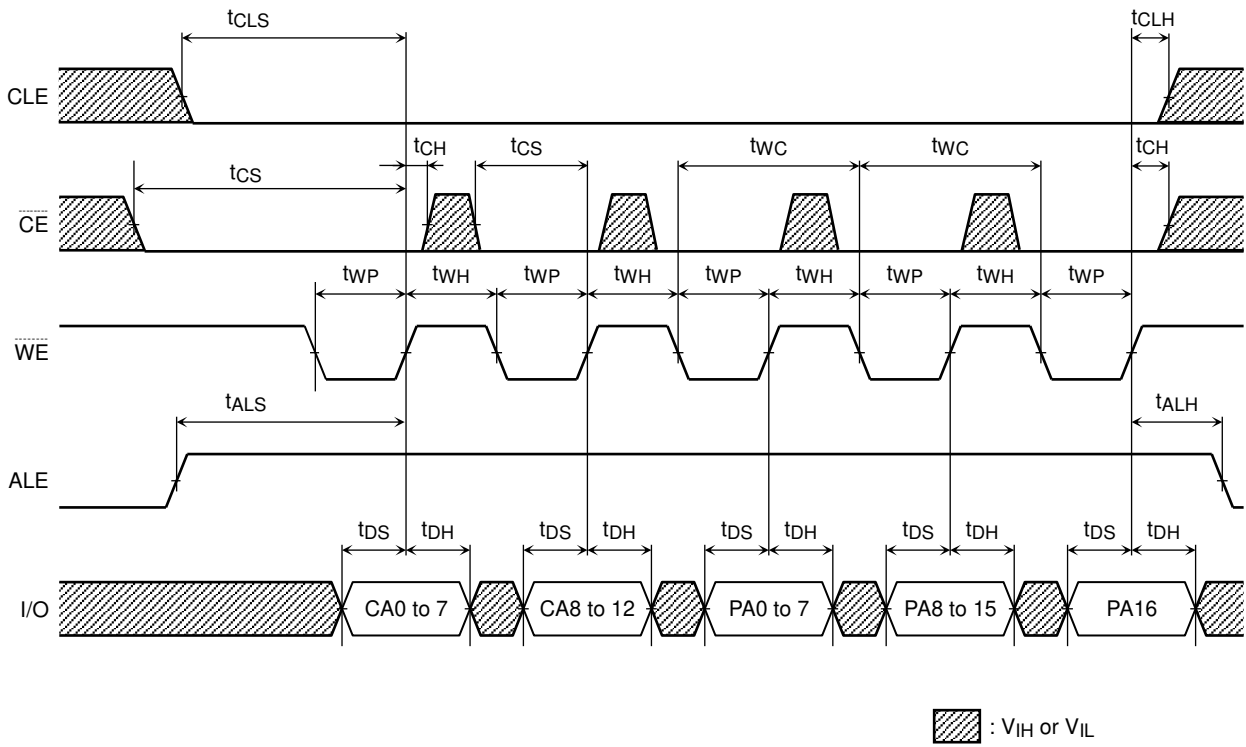 tCLS tCLH
CLE
tCH tCS tWC tWC tCH
tCS
CE
tWP tWH tWP tWH tWP tWH tWP tWH tWP
WE
tALS tALH
ALE
tDS tDH tDS tDH tDS tDH tDS tDH tDS tDH
I/O CA0 to 7 CA8 to 12 PA0 to 7 PA8 to 15 PA16
: VIH or VIL